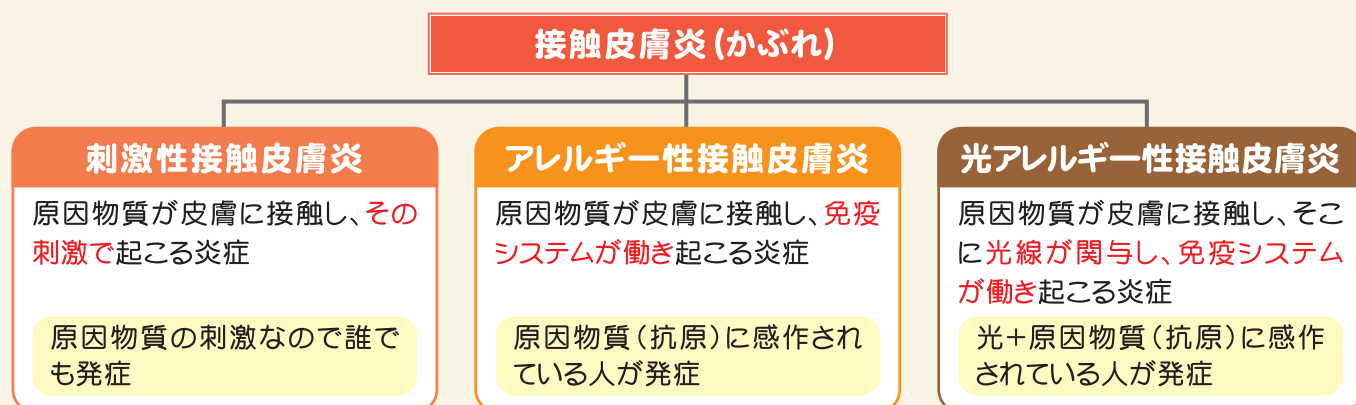 接触皮膚炎(かぶれ)
刺激性接触皮膚炎
原因物質が皮膚に接触し、その
刺激で起こる炎症
原因物質の刺激なので誰で
も発症
アレルギー性接触皮膚炎
原因物質が皮膚に接触し、免疫
システムが働き起こる炎症
原因物質(抗原)に感作され
ている人が発症
光アレルギー性接触皮膚炎
原因物質が皮膚に接触し、そこ
に光線が関与し、免疫システム
が働き起こる炎症
光+原因物質(抗原)に感作
されている人が発症